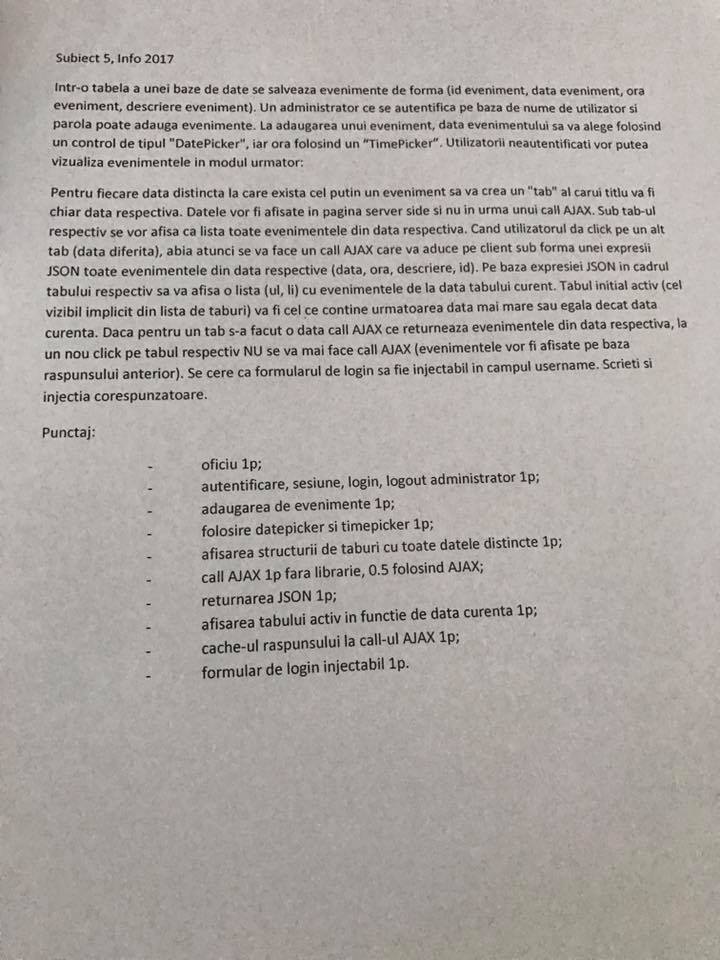 Subiect 5, Info 2017
Intr-o tabela a unei baze de date se salveaza evenimente de forma (id eveniment, data eveniment, ora
eveniment, descriere eveniment). Un administrator ce se autentifica pe baza de nume de utilizator si
parola poate adauga evenimente. La adaugarea unui eveniment, data evenimentului sa va alege folosind
un control de tipul "DatePicker", iar ora folosind un "TimePicker". Utilizatorii neautentificati vor putea
vizualiza evenimentele in modul urmator:
Pentru fiecare data distincta la care exista cel putin un eveniment sa va crea un "tab" al carui titlu va fi
chiar data respectiva. Datele vor fi afisate in pagina server side si nu in urma unui call AJAX. Sub tab-ul
respectiv se vor afisa ca lista toate evenimentele din data respectiva. Cand utilizatorul da click pe un alt
tab (data diferita), abia atunci se va face un call AJAX care va aduce pe client sub forma unei expresii
JSON toate evenimentele din data respective (data, ora, descriere, id). Pe baza expresiei JSON in cadrul
tabului respectiv sa va afisa o lista (ul, li) cu evenimentele de la data tabului curent. Tabul initial activ (cel
vizibil implicit din lista de taburi) va fi cel ce contine urmatoarea data mai mare sau egala decat data
curenta. Daca pentru un tab s-a facut o data call AJAX ce returneaza evenimentele din data respectiva, la
un nou click pe tabul respectiv NU se va mai face call AJAX (evenimentele vor fi afisate pe baza
raspunsului anterior). Se cere ca formularul de login sa fie injectabil in campul username. Scrieti si
injectia corespunzatoare.
Punctaj:
- oficiu 1p;
- autentificare, sesiune, login, logout administrator 1p;
- adaugarea de evenimente 1p;
- folosire datepicker si timepicker 1p;
- afisarea structurii de taburi cu toate datele distincte 1p;
- call AJAX 1p fara librarie, 0.5 folosind AJAX;
- returnarea JSON 1p;
- afisarea tabului activ in functie de data curenta 1p;
- cache-ul raspunsului la call-ul AJAX 1p;
- formular de login injectabil 1p.